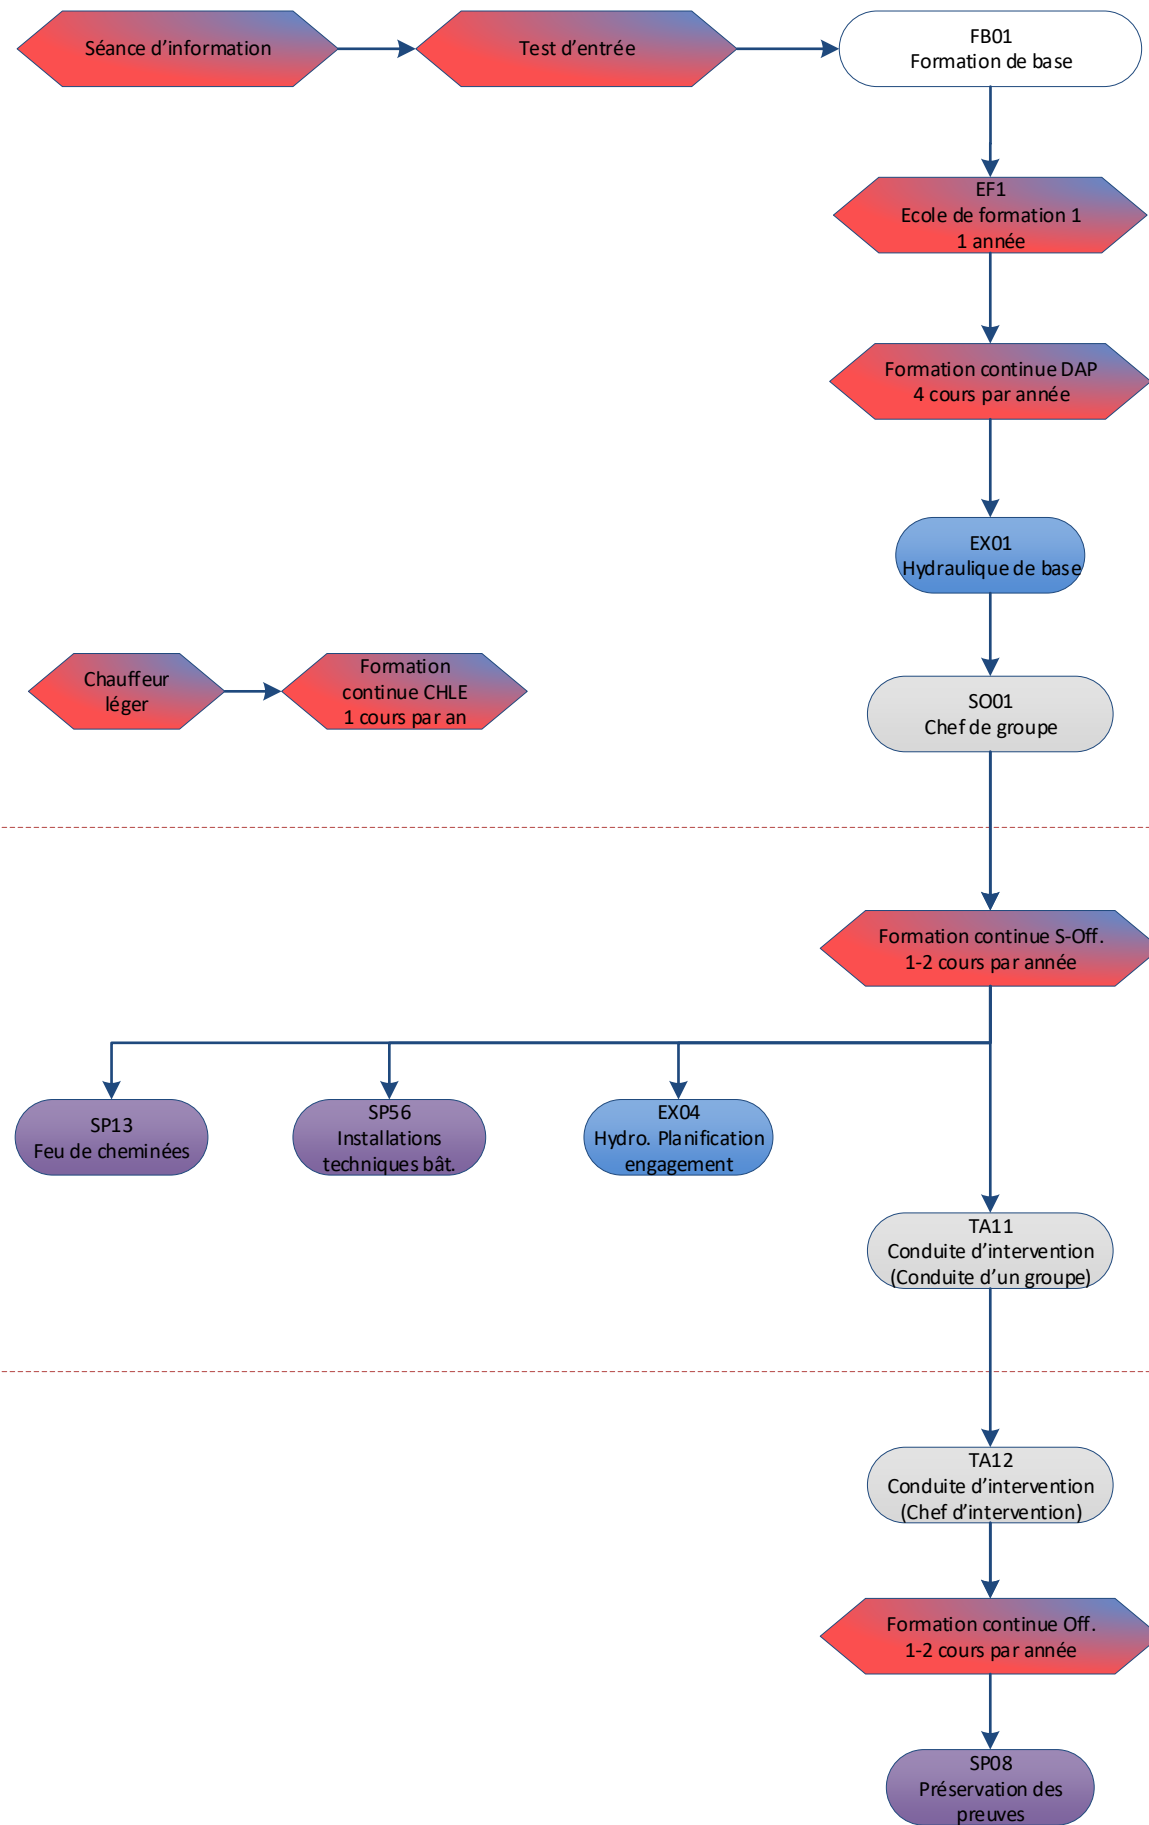 Séance d'information
Test d'entrée
FB01
Formation de base
EF1
Ecole de formation 1
1 année
Formation continue DAP
4 cours par année
EX01
Hydraulique de base
Chauffeur
léger
Formation
continue CHLE
1 cours par an
SO01
Chef de groupe
Formation continue S-Off.
1-2 cours par année
SP13
Feu de cheminées
SP56
Installations
techniques bât.
EX04
Hydro. Planification
engagement
TA11
Conduite d'intervention
(Conduite d'un groupe)
TA12
Conduite d'intervention
(Chef d'intervention)
Formation continue Off.
1-2 cours par année
SP08
Préservation des
preuves